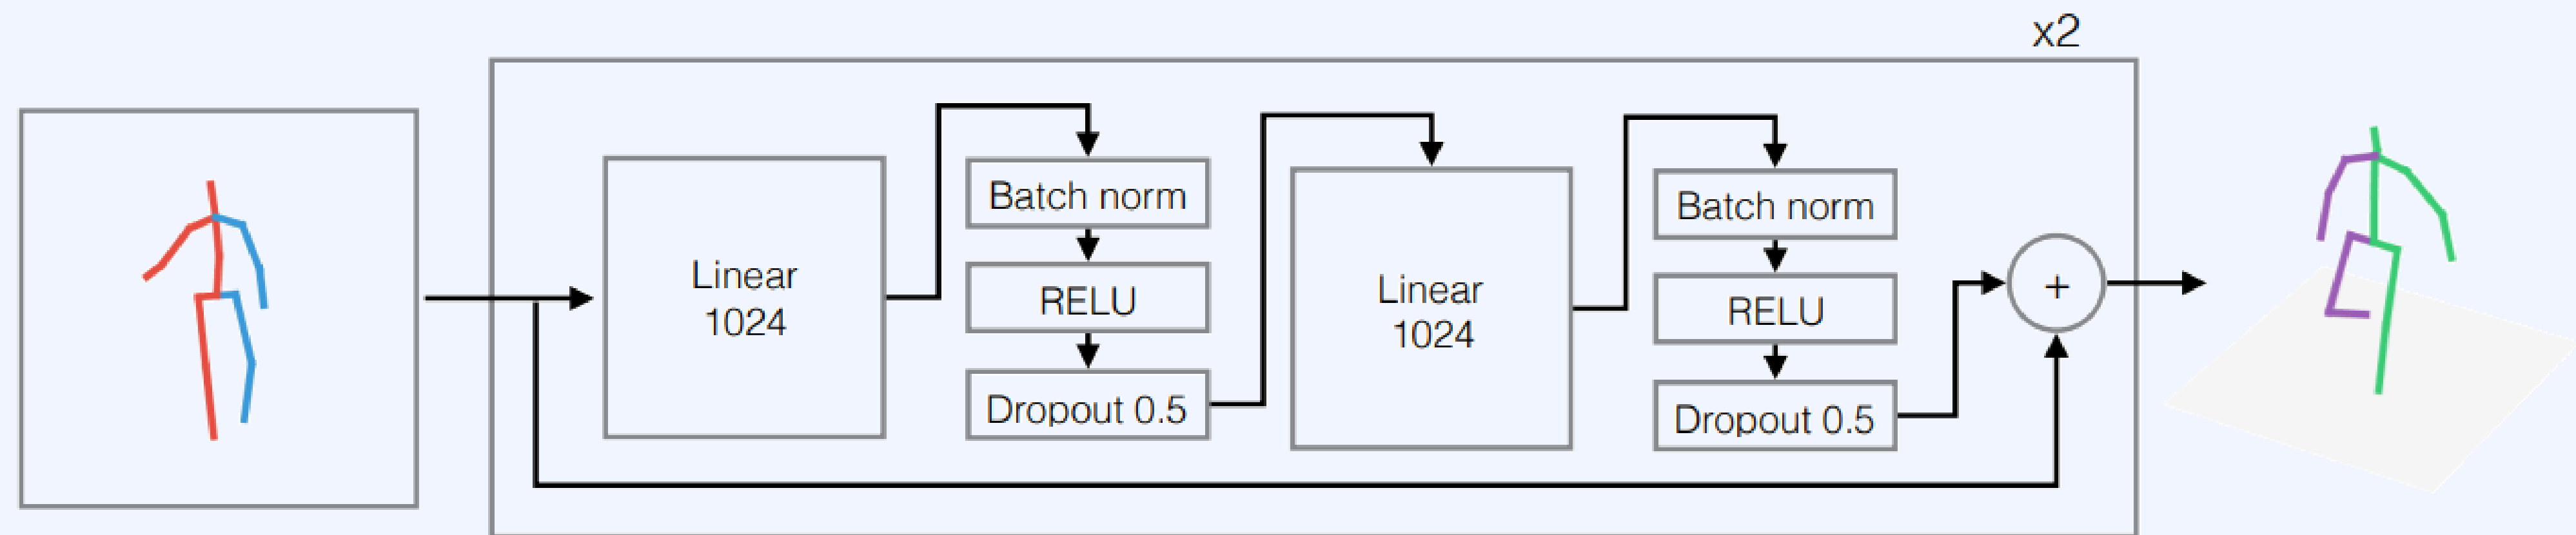 x2
Linear
1024
Batch norm
RELU
Dropout 0.5
Linear
1024
Batch norm
RELU
Dropout 0.5
+